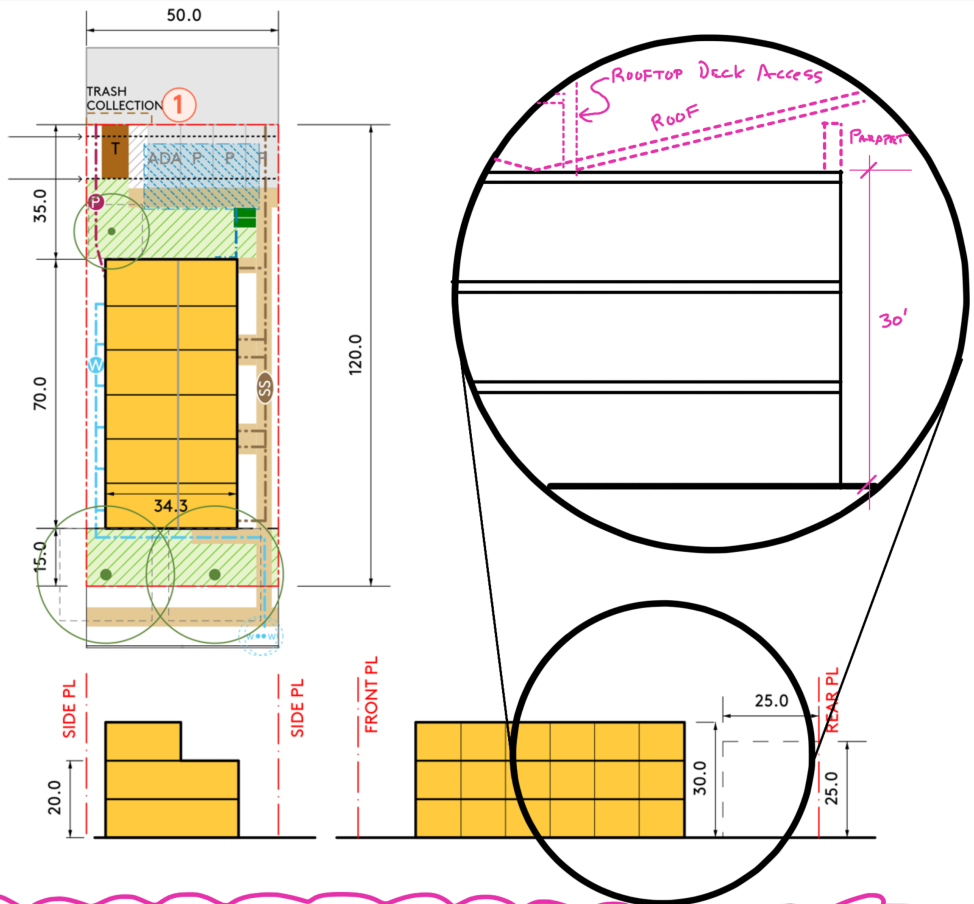 50.0
ROOFTOP DECK ACCESS
TRASH
COLLECTION
1
ROOF
PARAPET
T
ADA P P P
35.0
P
30'
120.0
W
70.0
SS
34.3
15.0
W W
SIDE PL
SIDE PL
FRONT PL
REAR PL
25.0
20.0
30.0
25.0